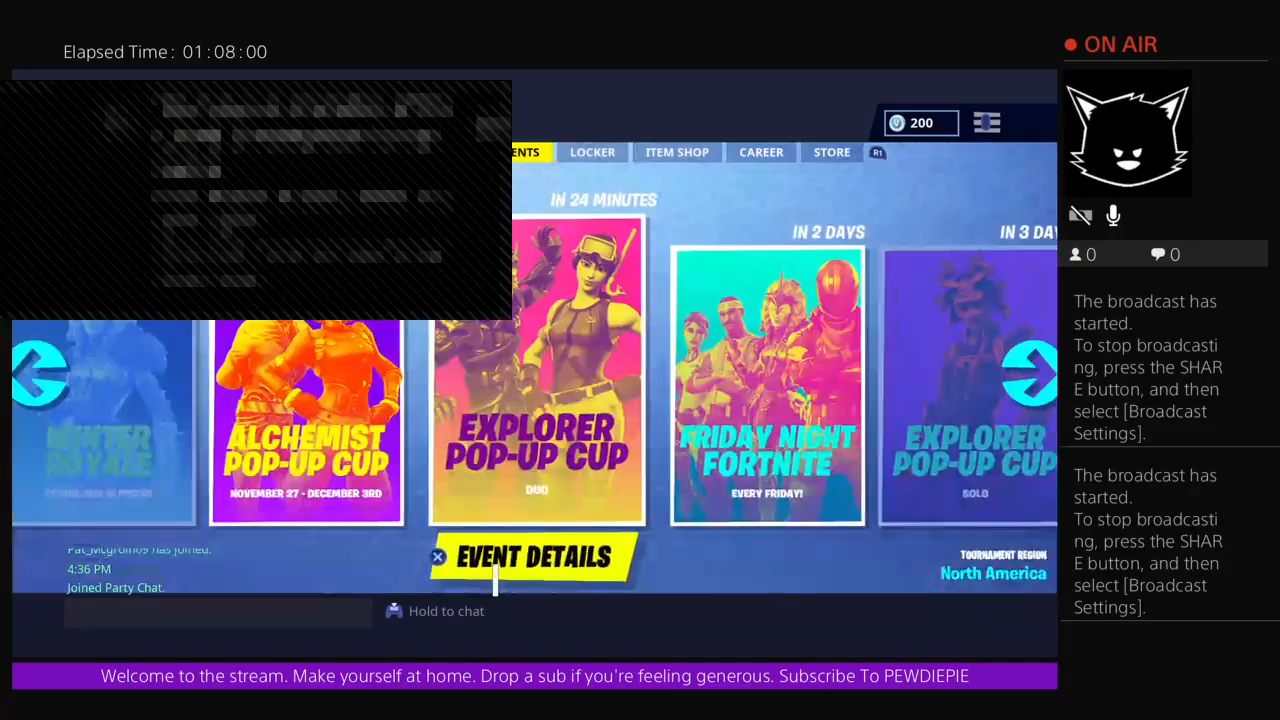 Elapsed Time: 01:08:00
ON AIR
200
ENTS LOCKER ITEM SHOP CAREER STORE R1
IN 24 MINUTES
IN 2 DAYS
IN 3 DAY
0 0
The broadcast has
started.
To stop broadcasti
ng, press the SHAR
E button, and then
select [Broadcast
Settings].
WINTER
ROYALE
ALCHEMIST
POP-UP CUP
NOVEMBER 27 - DECEMBER 3RD
EXPLORER
POP-UP CUP
DUO
FRIDAY NIGHT
FORTNITE
EVERY FRIDAY!
EXPLORER
POP-UP CUP
SOLO
The broadcast has
started.
To stop broadcasti
ng, press the SHAR
E button, and then
select [Broadcast
Settings].
has joined.
4:36 PM
Joined Party Chat.
EVENT DETAILS
TOURNAMENT REGION
North America
Hold to chat
Welcome to the stream. Make yourself at home. Drop a sub if you're feeling generous. Subscribe To PEWDIEPIE